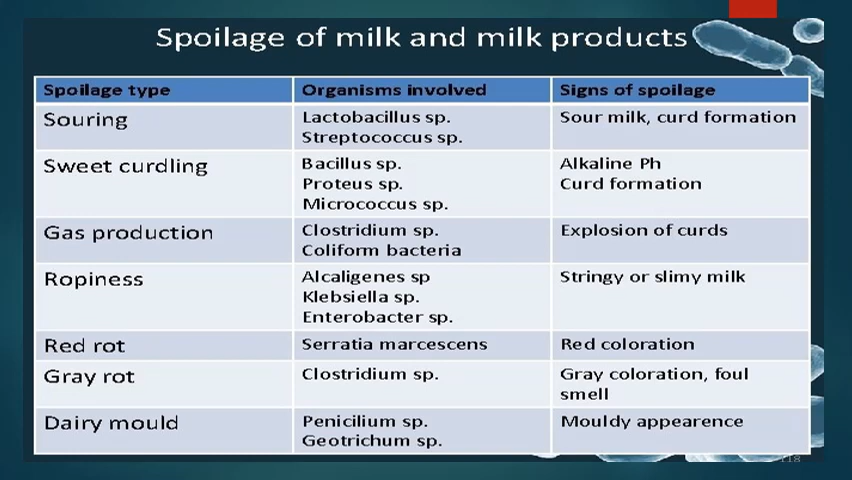 Spoilage of milk and milk products
Spoilage type Organisms involved Signs of spoilage
Souring Lactobacillus sp. Sour milk, curd formation
Streptococcus sp.
Sweet curdling Bacillus sp. Alkaline Ph
Proteus sp. Curd formation
Micrococcus sp.
Gas production Clostridium sp. Explosion of curds
Coliform bacteria
Ropiness Alcaligenes sp Stringy or slimy milk
Klebsiella sp.
Enterobacter sp.
Red rot Serratia marcescens Red coloration
Gray rot Clostridium sp. Gray coloration, foul
smell
Dairy mould Penicilium sp. Mouldy appearence
Geotrichum sp.